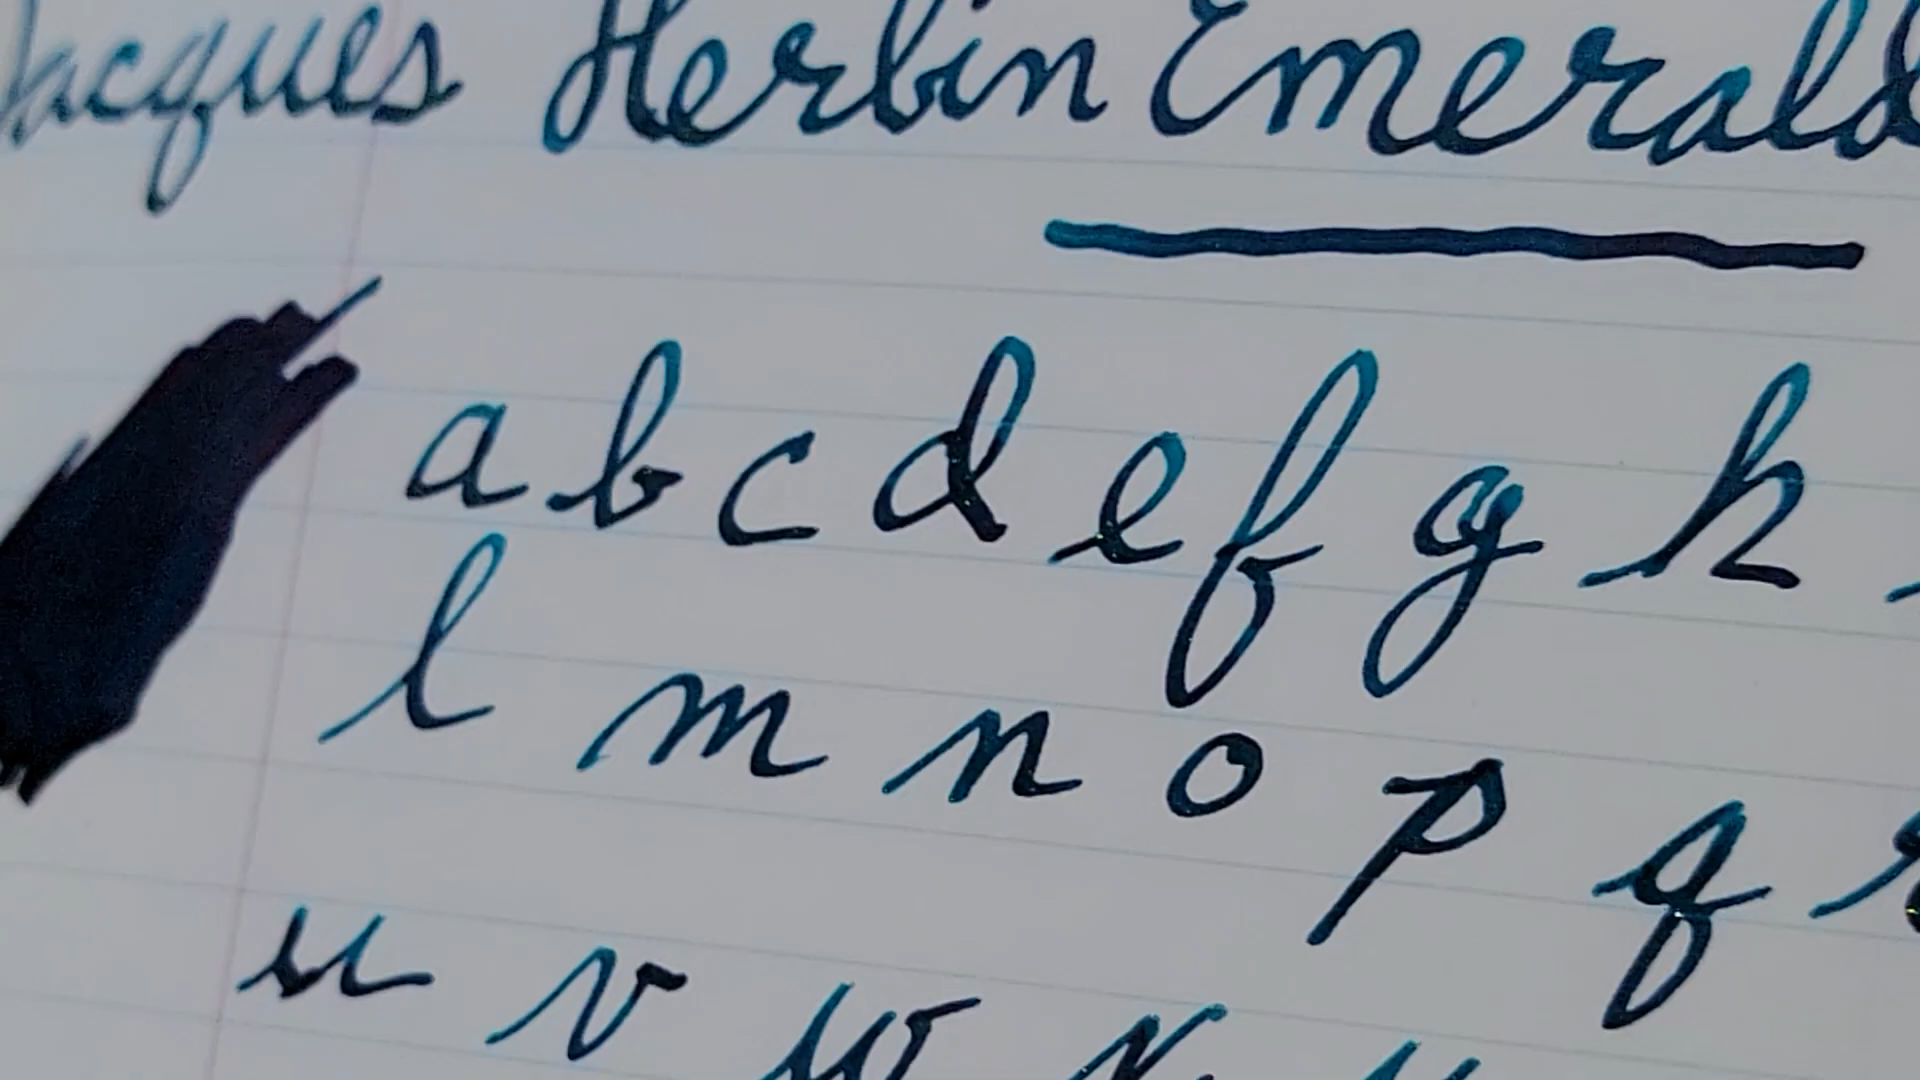 Jacques Herbin Emerald
a b c d e f g h
l m n o p q
u v w x